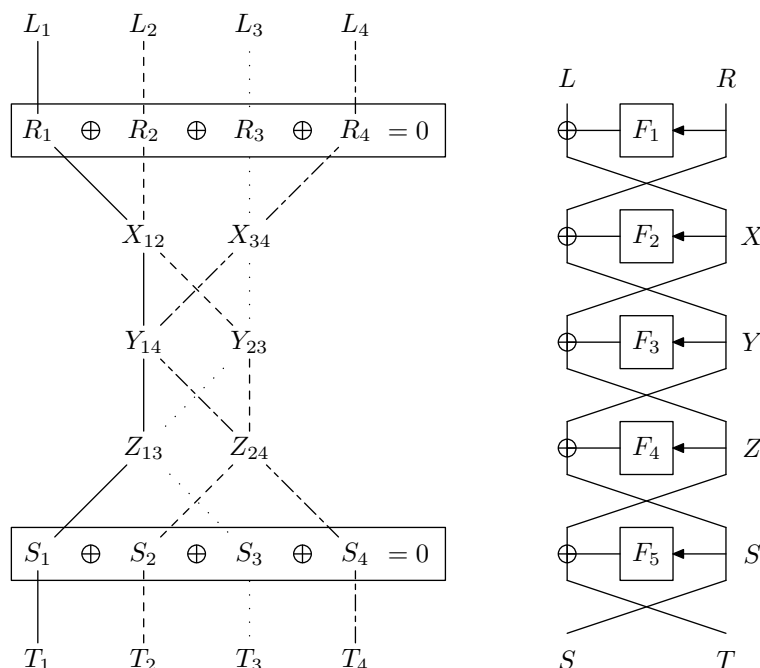 L₁ L₂ L₃ L₄
R₁ ⊕ R₂ ⊕ R₃ ⊕ R₄ = 0
X₁₂ X₃₄
Y₁₄ Y₂₃
Z₁₃ Z₂₄
S₁ ⊕ S₂ ⊕ S₃ ⊕ S₄ = 0
T₁ T₂ T₃ T₄
L R
F₁
F₂ X
F₃ Y
F₄ Z
F₅ S
S T